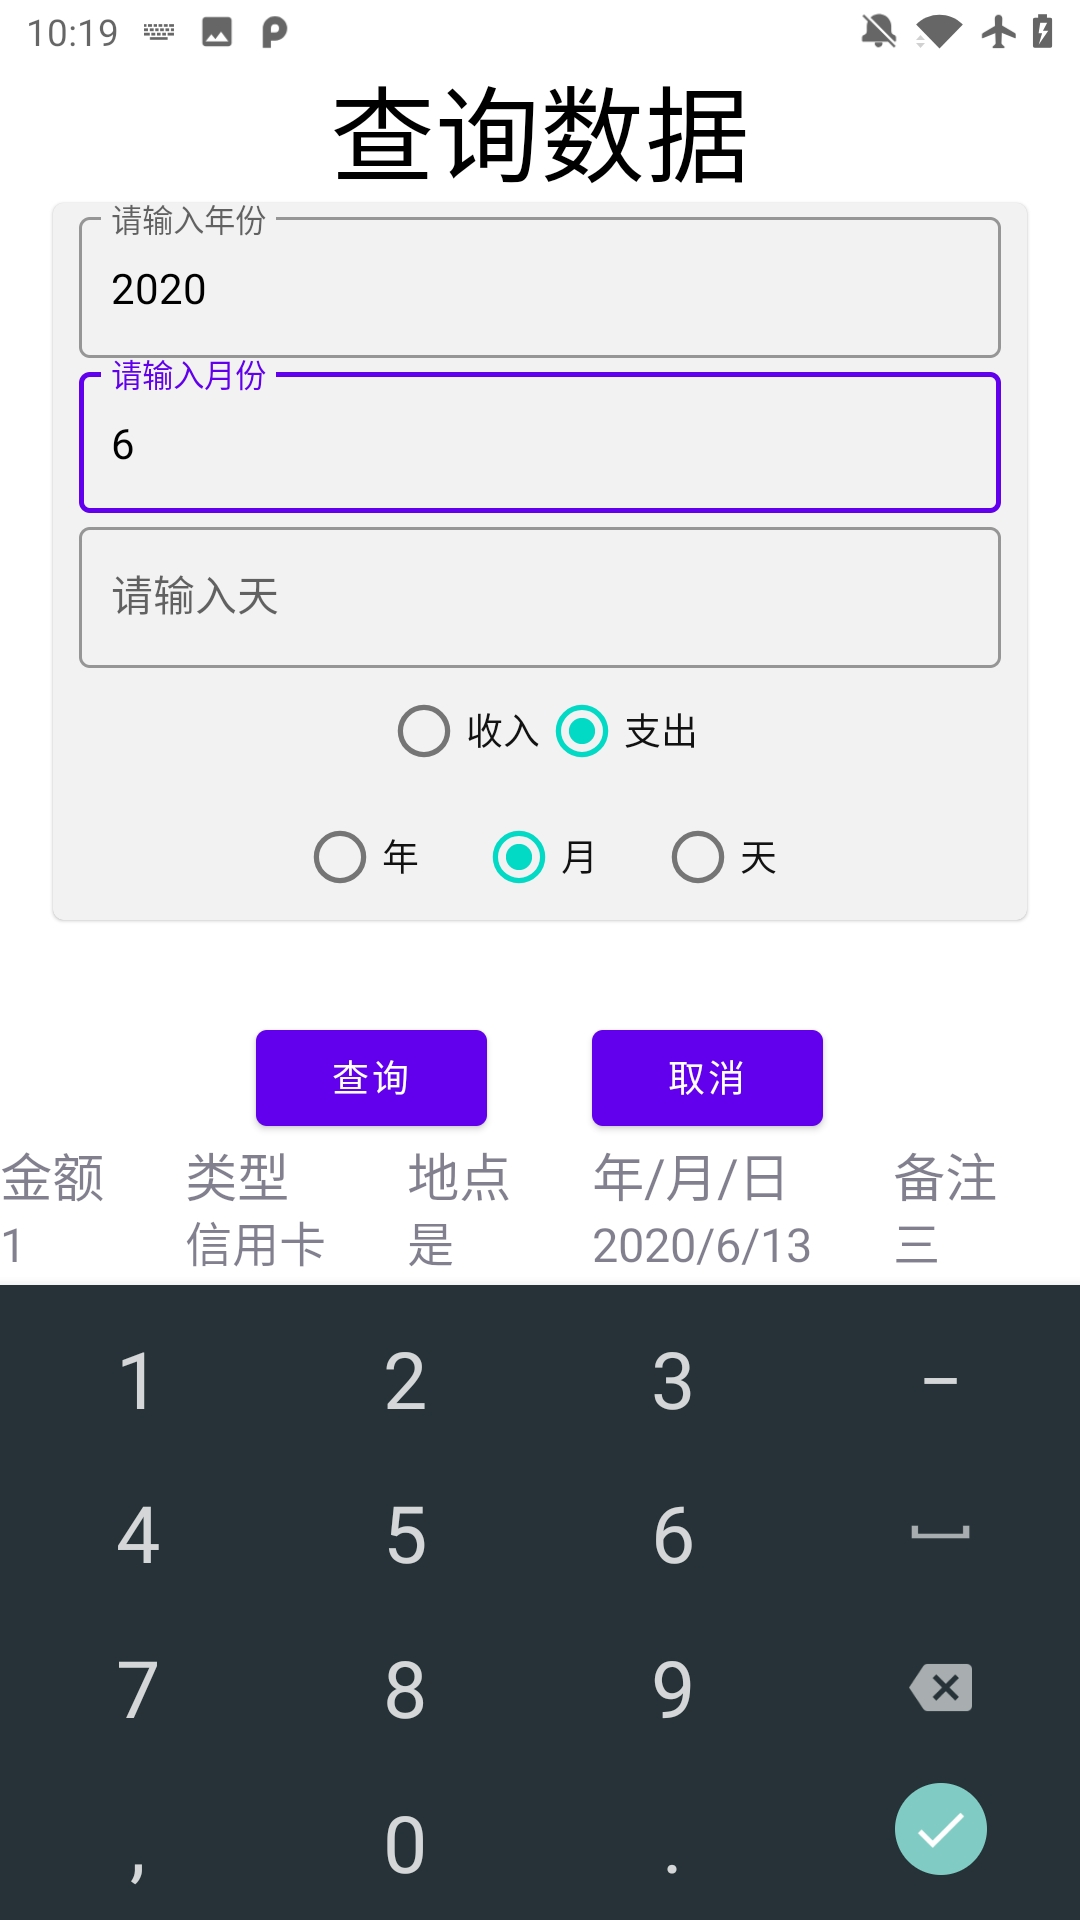 10:19
查询数据
请输入年份
2020
请输入月份
6
请输入天
收入 支出
年 月 天
查询 取消
金额 类型 地点 年/月/日 备注
1 信用卡 是 2020/6/13 三
1 2 3 –
4 5 6
7 8 9
, 0 .